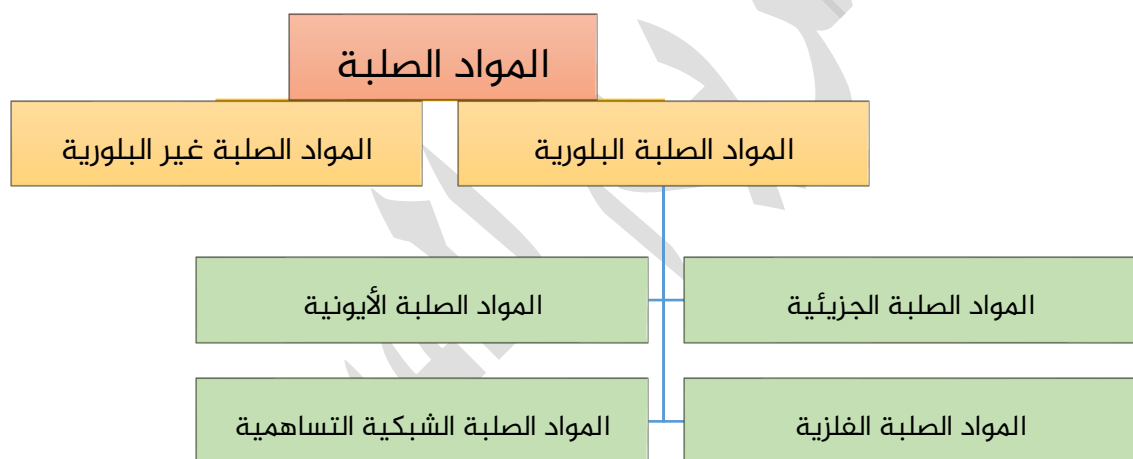 المواد الصلبة
المواد الصلبة البلورية
المواد الصلبة غير البلورية
المواد الصلبة الجزيئية
المواد الصلبة الأيونية
المواد الصلبة الفلزية
المواد الصلبة الشبكية التساهمية